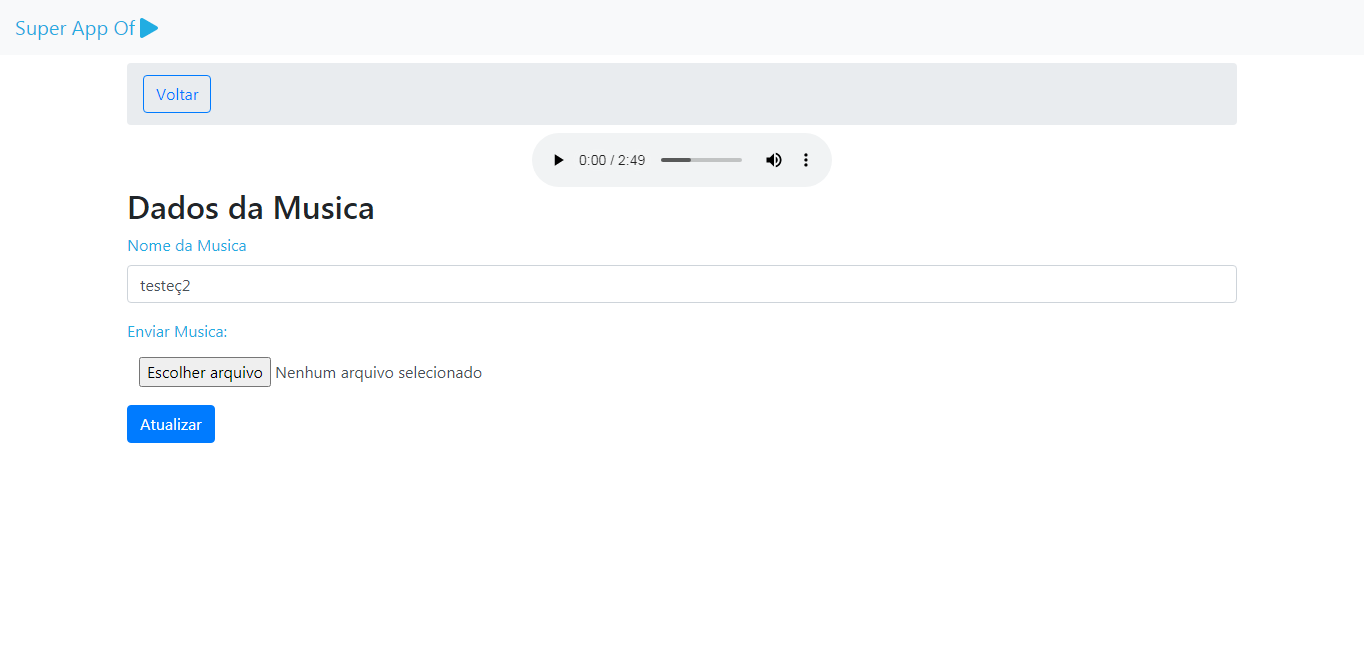 Super App Of
Voltar
0:00 / 2:49
Dados da Musica
Nome da Musica
testeç2
Enviar Musica:
Escolher arquivo Nenhum arquivo selecionado
Atualizar